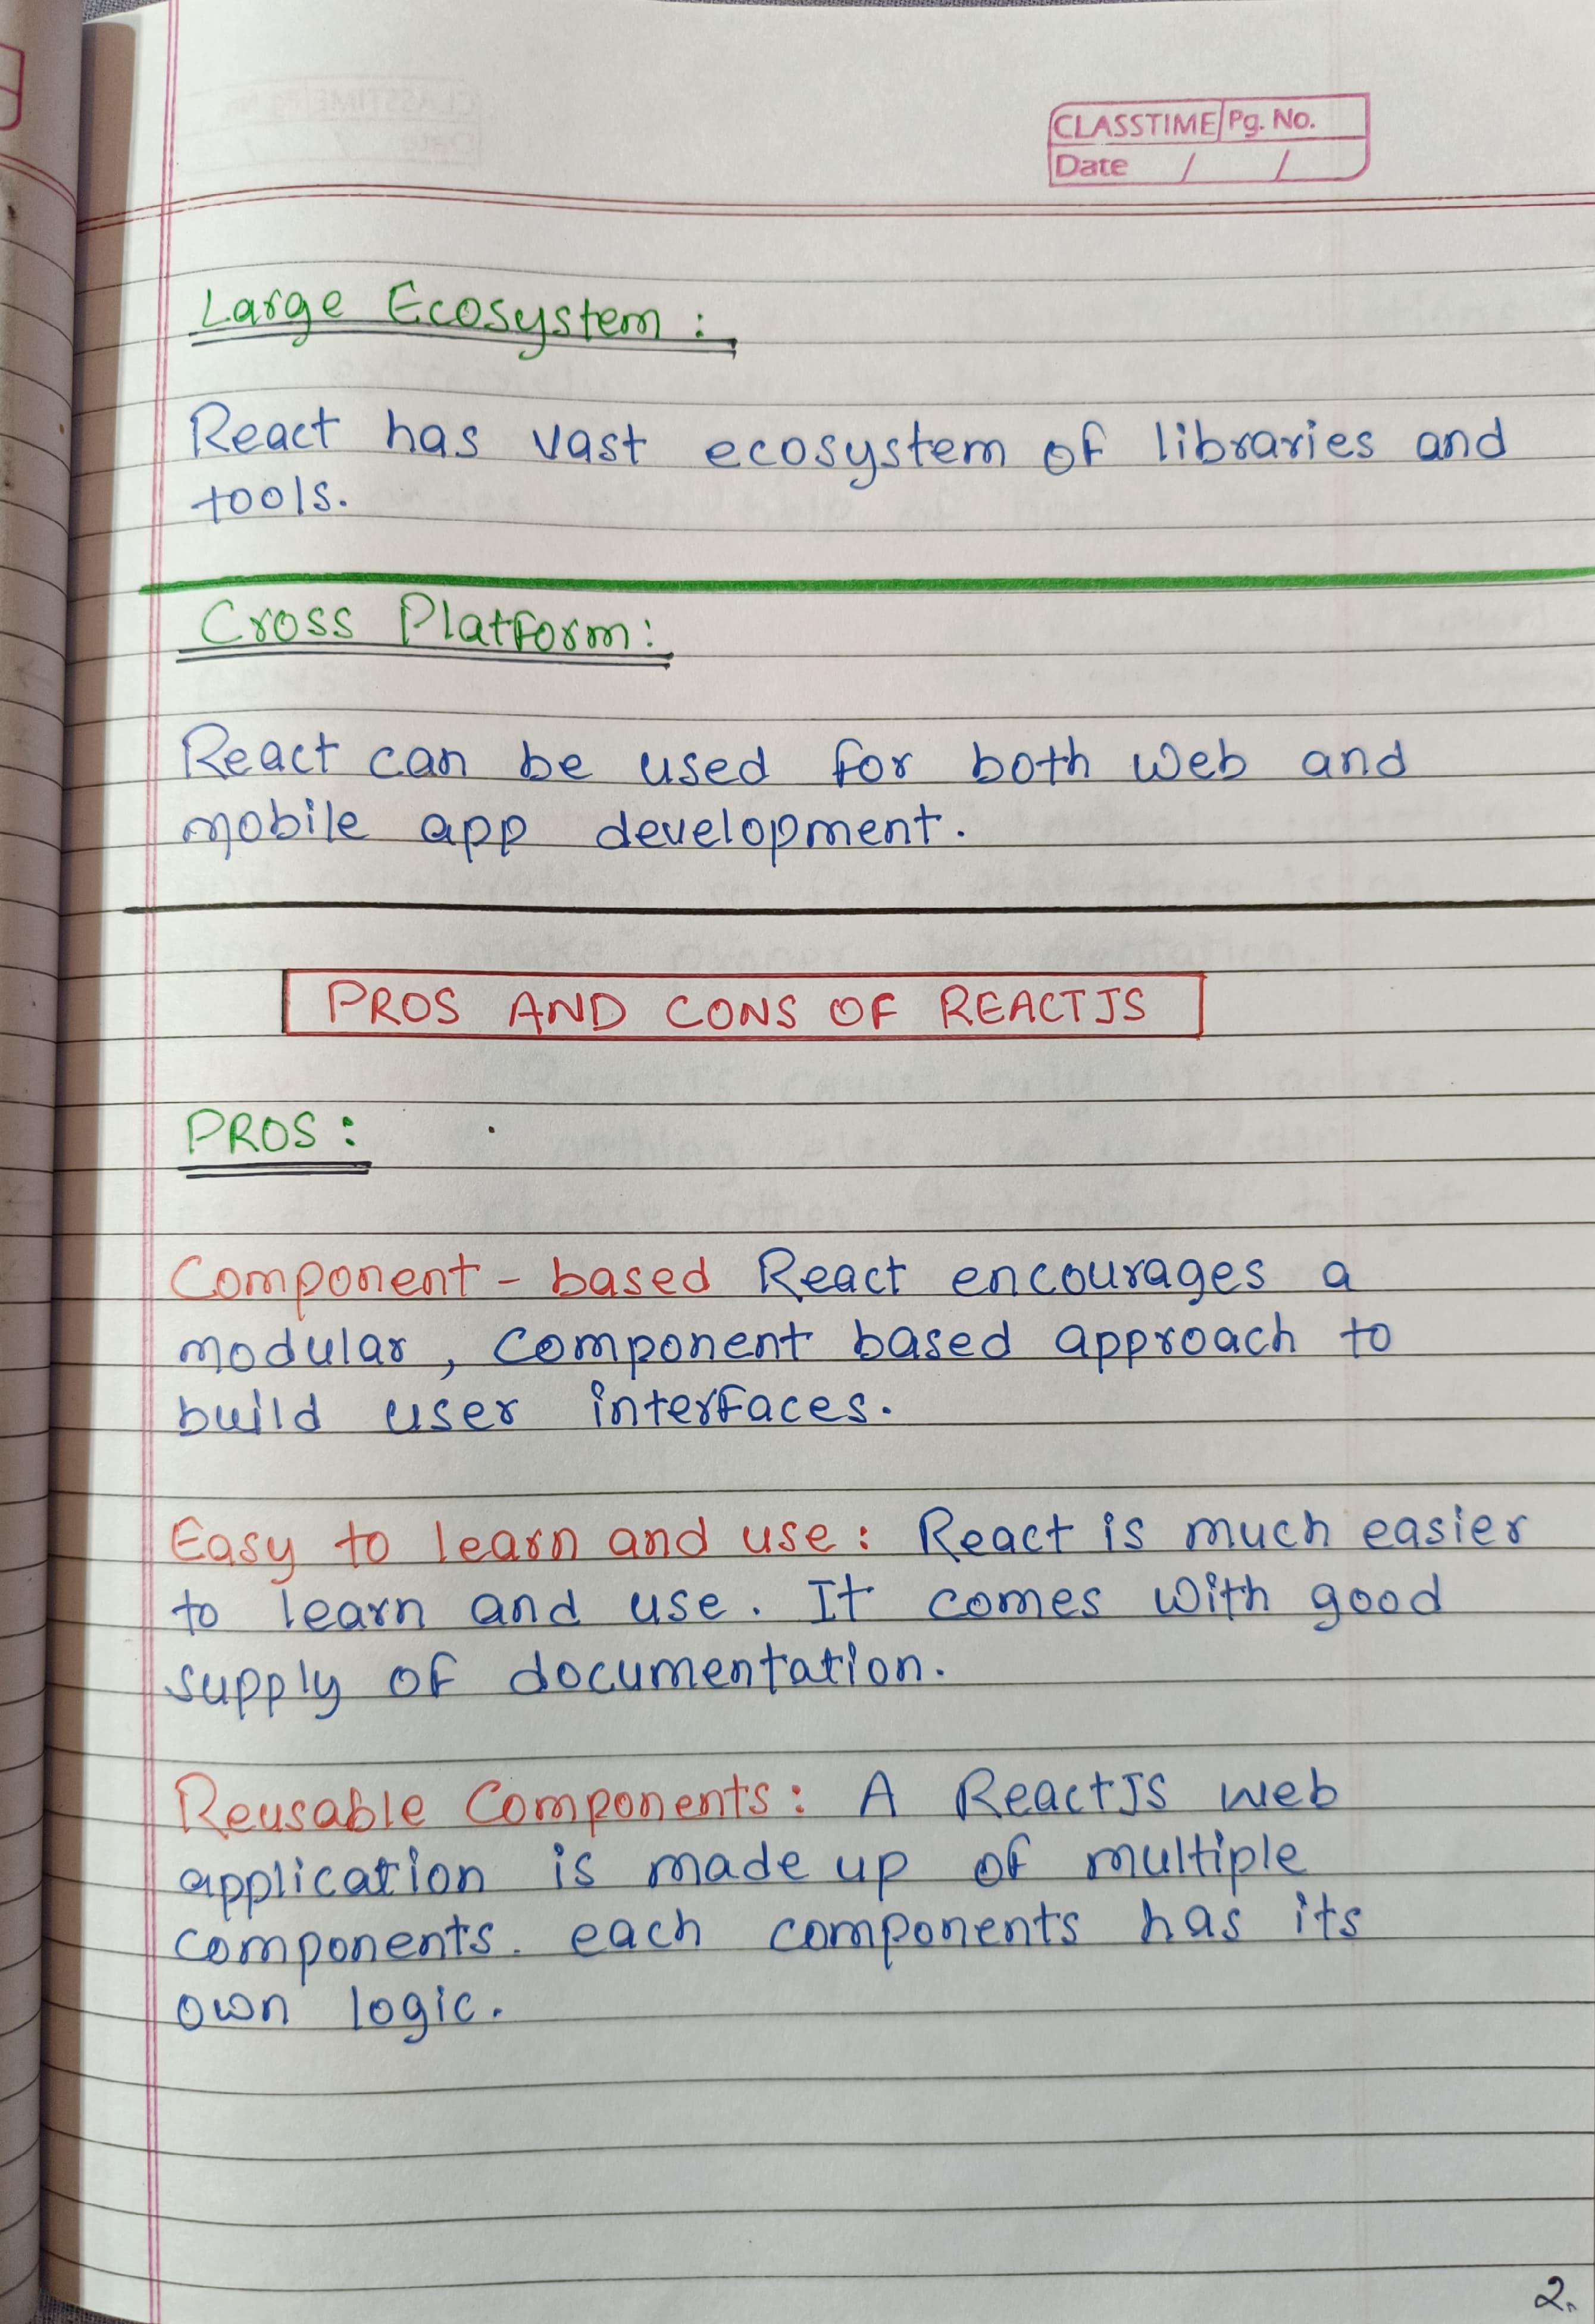 CLASSTIME Pg. No.
Date / /
Large Ecosystem :
React has vast ecosystem of libraries and
tools.
Cross Platform:
React can be used for both web and
mobile app development.
PROS AND CONS OF REACTJS
PROS :
Component - based React encourages a
modular, component based approach to
build user interfaces.
Easy to learn and use : React is much easier
to learn and use. It comes with good
supply of documentation.
Reusable Components : A ReactJS web
application is made up of multiple
components. each components has its
own logic.
2.